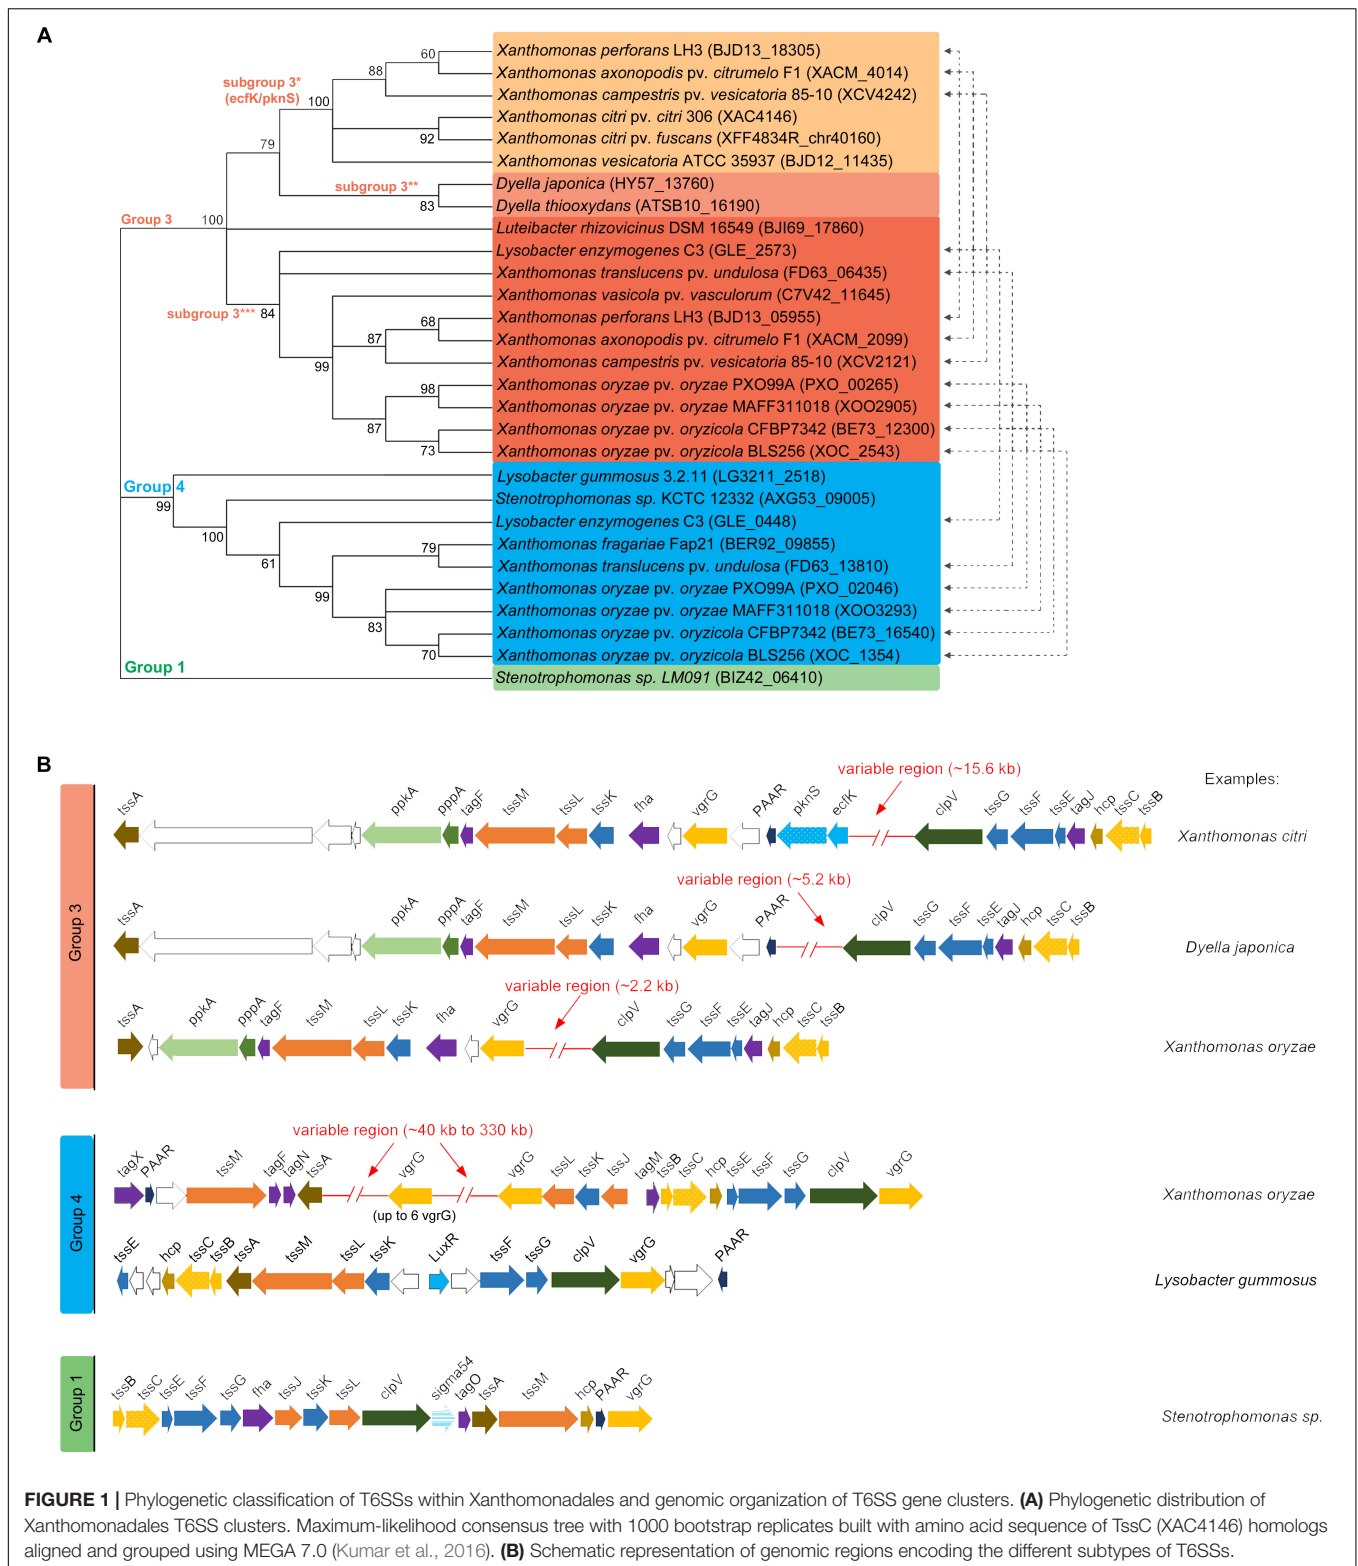 A
Xanthomonas perforans LH3 (BJD13_18305)
Xanthomonas axonopodis pv. citrumelo F1 (XACM_4014)
Xanthomonas campestris pv. vesicatoria 85-10 (XCV4242)
Xanthomonas citri pv. citri 306 (XAC4146)
Xanthomonas citri pv. fuscans (XFF4834R_chr40160)
Xanthomonas vesicatoria ATCC 35937 (BJD12_11435)
Dyella japonica (HY57_13760)
Dyella thiooxydans (ATSB10_16190)
Luteibacter rhizovicinus DSM 16549 (BJI69_17860)
Lysobacter enzymogenes C3 (GLE_2573)
Xanthomonas translucens pv. undulosa (FD63_06435)
Xanthomonas vasicola pv. vasculorum (C7V42_11645)
Xanthomonas perforans LH3 (BJD13_05955)
Xanthomonas axonopodis pv. citrumelo F1 (XACM_2099)
Xanthomonas campestris pv. vesicatoria 85-10 (XCV2121)
Xanthomonas oryzae pv. oryzae PXO99A (PXO_00265)
Xanthomonas oryzae pv. oryzae MAFF311018 (XOO2905)
Xanthomonas oryzae pv. oryzicola CFBP7342 (BE73_12300)
Xanthomonas oryzae pv. oryzicola BLS256 (XOC_2543)
Lysobacter gummosus 3.2.11 (LG3211_2518)
Stenotrophomonas sp. KCTC 12332 (AXG53_09005)
Lysobacter enzymogenes C3 (GLE_0448)
Xanthomonas fragariae Fap21 (BER92_09855)
Xanthomonas translucens pv. undulosa (FD63_13810)
Xanthomonas oryzae pv. oryzae PXO99A (PXO_02046)
Xanthomonas oryzae pv. oryzae MAFF311018 (XOO3293)
Xanthomonas oryzae pv. oryzicola CFBP7342 (BE73_16540)
Xanthomonas oryzae pv. oryzicola BLS256 (XOC_1354)
Stenotrophomonas sp. LM091 (BIZ42_06410)
60
88
subgroup 3*
(ecfK/pknS)
100
92
79
subgroup 3**
83
Group 3
100
subgroup 3***
84
68
87
99
98
87
73
Group 4
99
100
61
79
99
83
70
Group 1
B
variable region (~15.6 kb)
Examples:
tssA ppkA pppA tagF tssM tssL tssK fha vgrG PAAR pknS ecfK clpV tssG tssF tssE tagJ hcp tssC tssB
Xanthomonas citri
variable region (~5.2 kb)
tssA ppkA pppA tagF tssM tssL tssK fha vgrG PAAR clpV tssG tssF tssE tagJ hcp tssC tssB
Dyella japonica
Group 3
variable region (~2.2 kb)
tssA ppkA pppA tagF tssM tssL tssK fha vgrG clpV tssG tssF tssE tagJ hcp tssC tssB
Xanthomonas oryzae
variable region (~40 kb to 330 kb)
tagX PAAR tssM tagF tagN tssA vgrG vgrG tssL tssK tssJ tagM tssB tssC hcp tssE tssF tssG clpV vgrG
Xanthomonas oryzae
(up to 6 vgrG)
Group 4
tssE hcp tssC tssB tssA tssM tssL tssK LuxR tssF tssG clpV vgrG PAAR
Lysobacter gummosus
Group 1
tssB tssC tssE tssF tssG fha tssJ tssK tssL clpV sigma54 tagO tssA tssM hcp PAAR vgrG
Stenotrophomonas sp.
FIGURE 1 | Phylogenetic classification of T6SSs within Xanthomonadales and genomic organization of T6SS gene clusters. (A) Phylogenetic distribution of
Xanthomonadales T6SS clusters. Maximum-likelihood consensus tree with 1000 bootstrap replicates built with amino acid sequence of TssC (XAC4146) homologs
aligned and grouped using MEGA 7.0 (Kumar et al., 2016). (B) Schematic representation of genomic regions encoding the different subtypes of T6SSs.